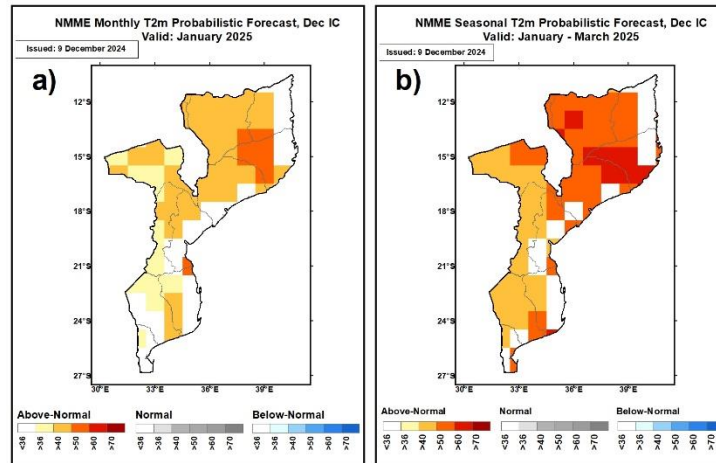 NMME Monthly T2m Probabilistic Forecast, Dec IC
Valid: January 2025
Issued: 9 December 2024
a)
12°S
15°S
18°S
21°S
24°S
27°S
30°E
33°E
36°E
39°E
Above-Normal
Normal
Below-Normal
<36
>36
>40
>50
>60
>70
<36
>36
>40
>50
>60
>70
<36
>36
>40
>50
>60
>70
NMME Seasonal T2m Probabilistic Forecast, Dec IC
Valid: January - March 2025
Issued: 9 December 2024
b)
12°S
15°S
18°S
21°S
24°S
27°S
30°E
33°E
36°E
39°E
Above-Normal
Normal
Below-Normal
<36
>36
>40
>50
>60
>70
<36
>36
>40
>50
>60
>70
<36
>36
>40
>50
>60
>70